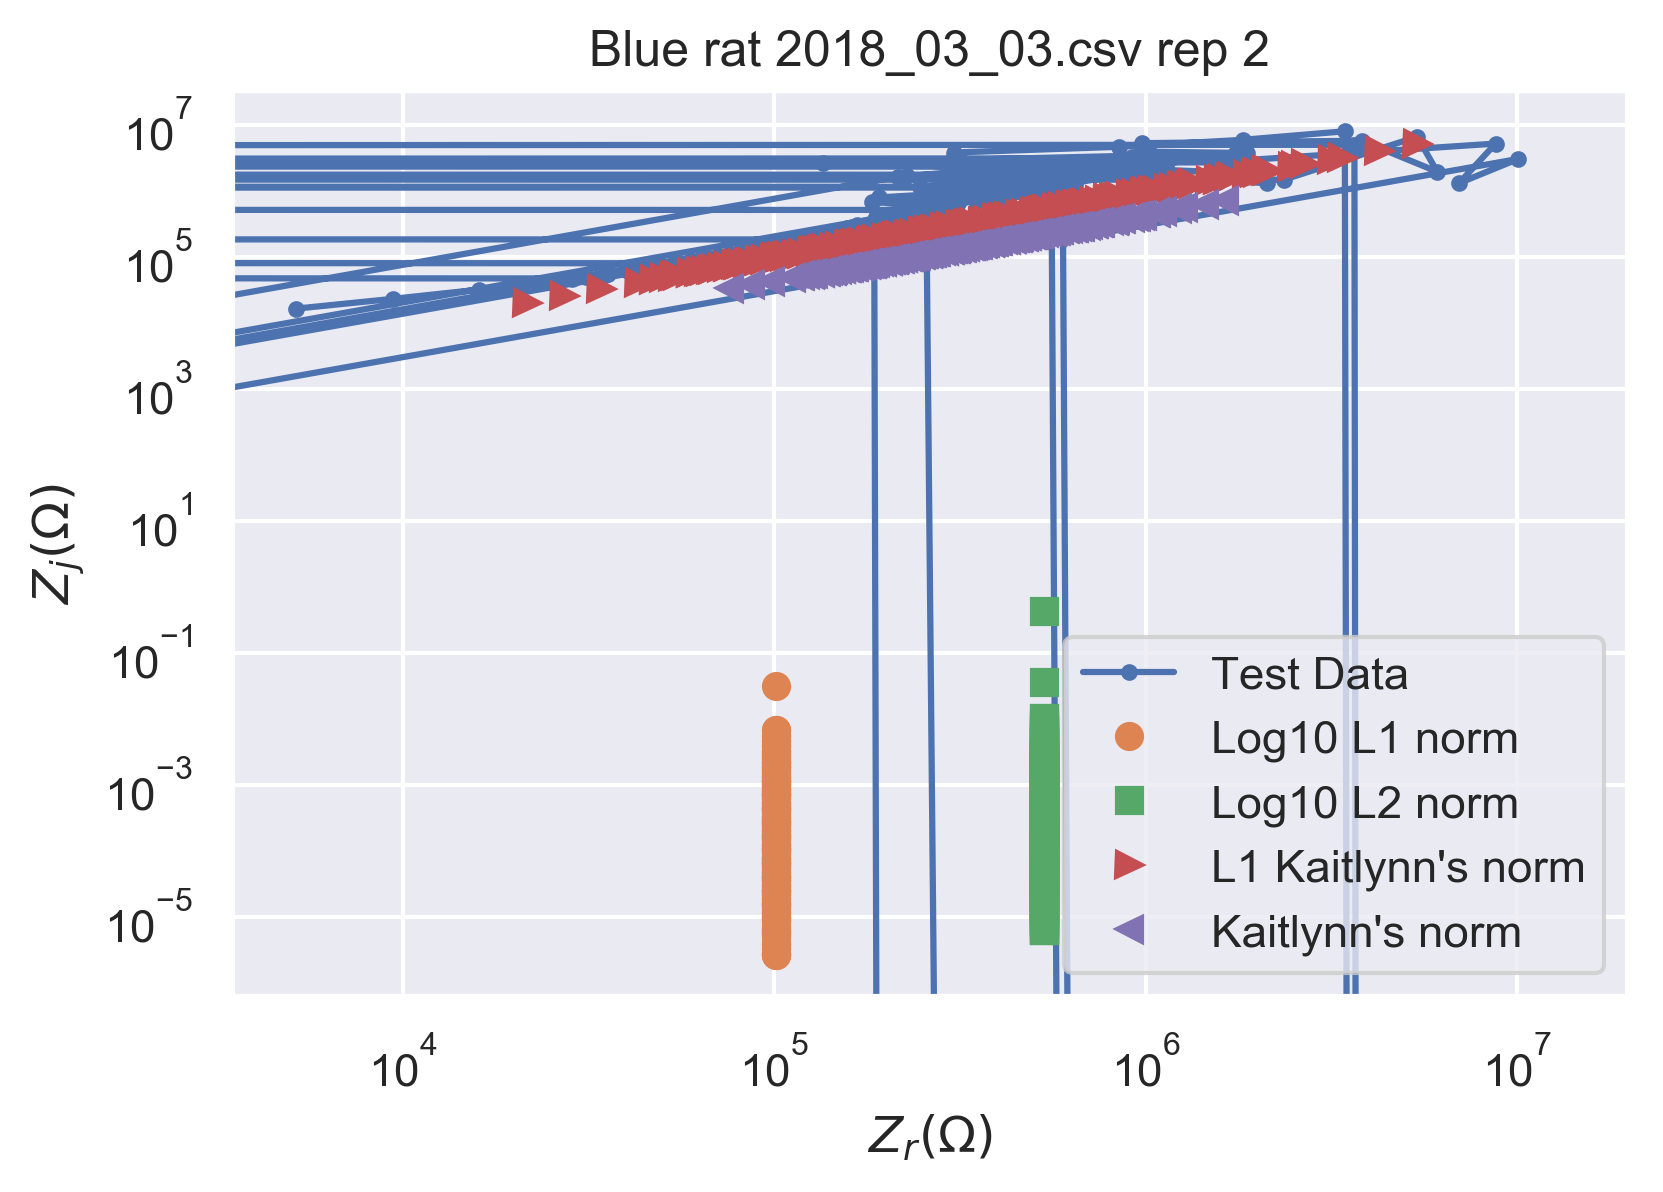 Blue rat 2018_03_03.csv rep 2
10^7
10^5
10^3
10^1
10^−1
10^−3
10^−5
Z_j(Ω)
Test Data
Log10 L1 norm
Log10 L2 norm
L1 Kaitlynn's norm
Kaitlynn's norm
10^4 10^5 10^6 10^7
Z_r(Ω)